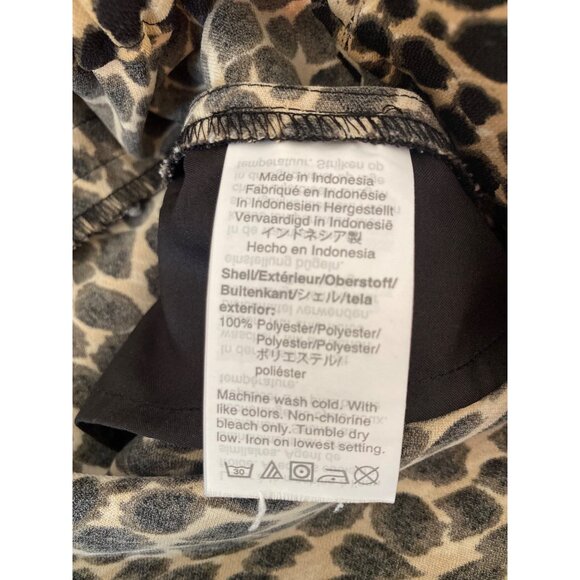 Made in Indonesia
Fabriqué en Indonésie
In Indonesien Hergestellt
Vervaardigd in Indonesië
インドネシア製
Hecho en Indonesia
Shell/Extérieur/Oberstoff/
Buitenkant/シェル/tela
exterior:
100% Polyester/Polyester/
Polyester/Polyester/
ポリエステル/
poliéster
Machine wash cold. With
like colors. Non-chlorine
bleach only. Tumble dry
low. Iron on lowest setting.
30